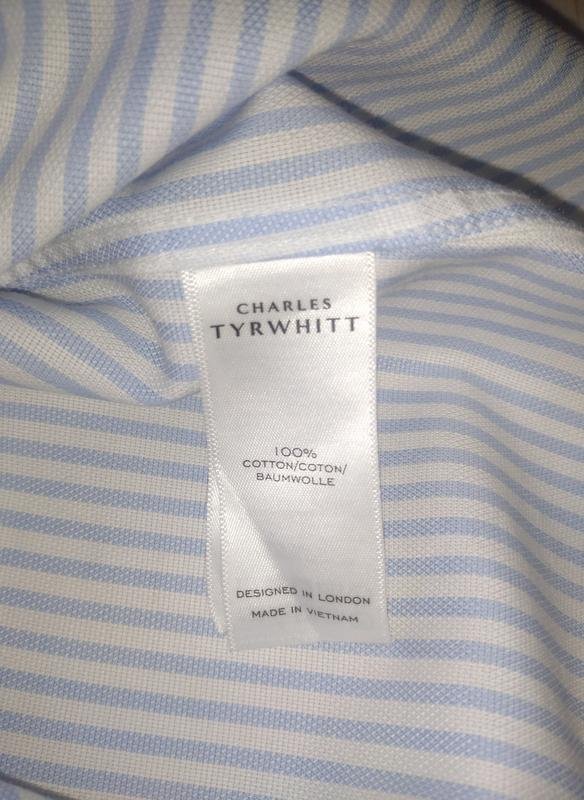 CHARLES
TYRWHITT
100%
COTTON/COTON/
BAUMWOLLE
DESIGNED IN LONDON
MADE IN VIETNAM